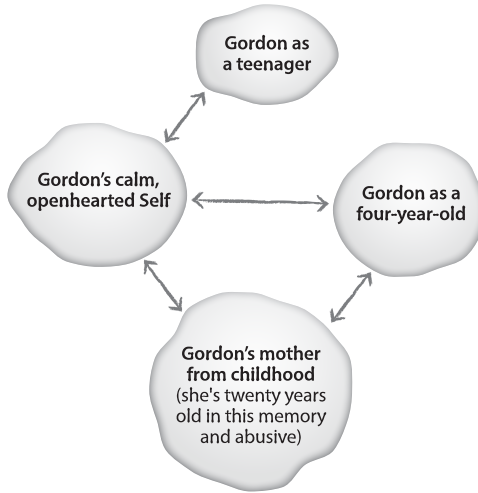 Gordon as
a teenager
Gordon's calm,
openhearted Self
Gordon as a
four-year-old
Gordon's mother
from childhood
(she's twenty years
old in this memory
and abusive)